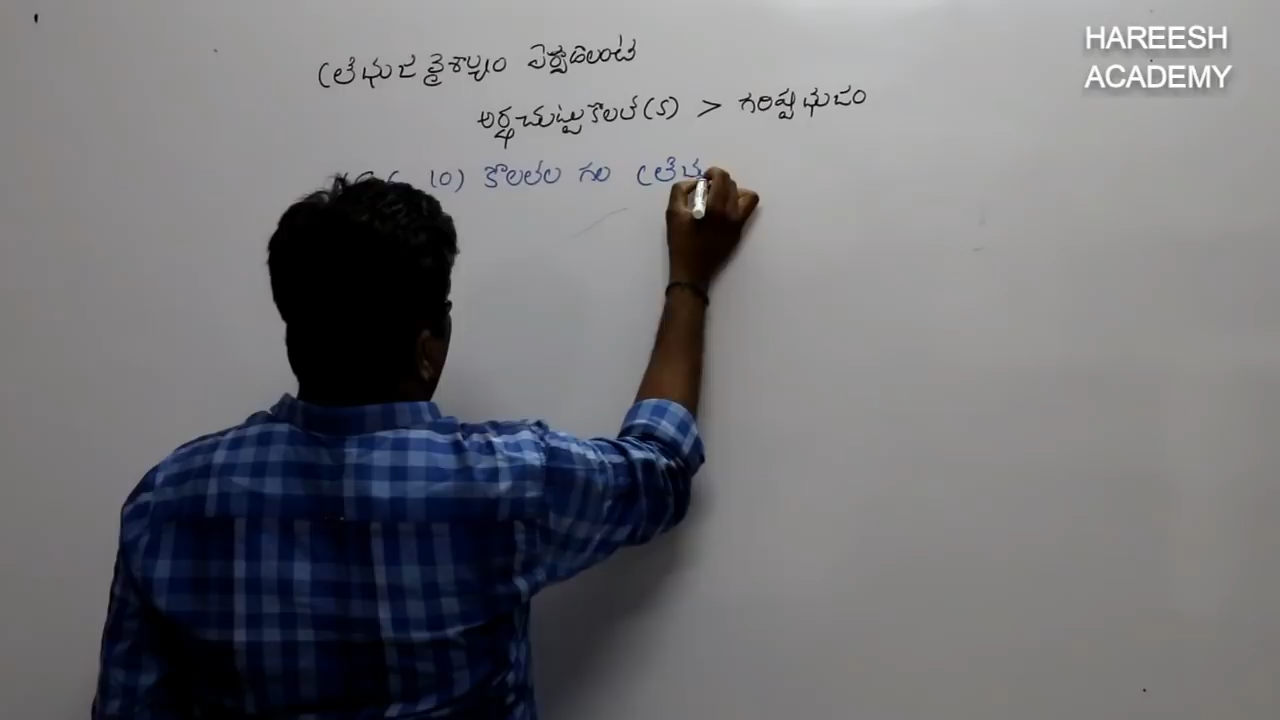 త్రిభుజ వైశాల్యం ఏర్పడాలంటే
అర్ధచుట్టుకొలత(S) > గరిష్ట భుజం
10) కొలతల గల
HAREESH
ACADEMY